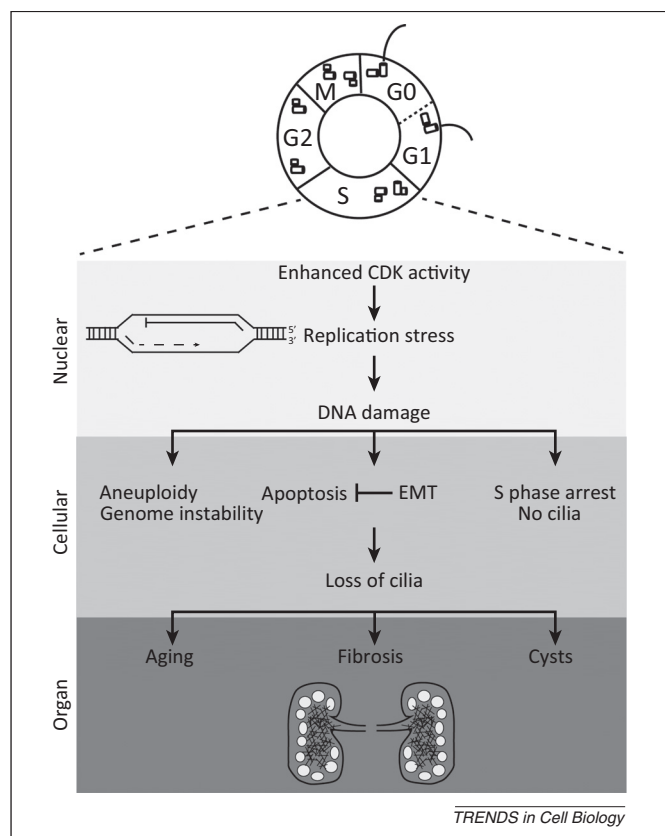 M
G0
G2
G1
S
Enhanced CDK activity
5′
3′
Replication stress
DNA damage
Nuclear
Aneuploidy
Genome instability
Apoptosis
EMT
S phase arrest
No cilia
Loss of cilia
Cellular
Aging
Fibrosis
Cysts
Organ
TRENDS in Cell Biology